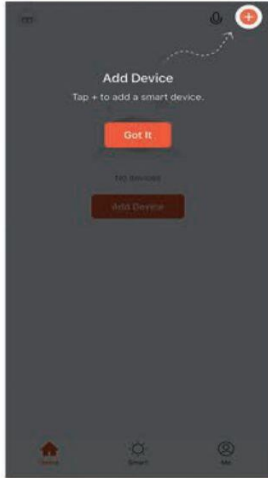 Add Device
Tap + to add a smart device.
Got It
No devices
Add Device
Home
Smart
Me